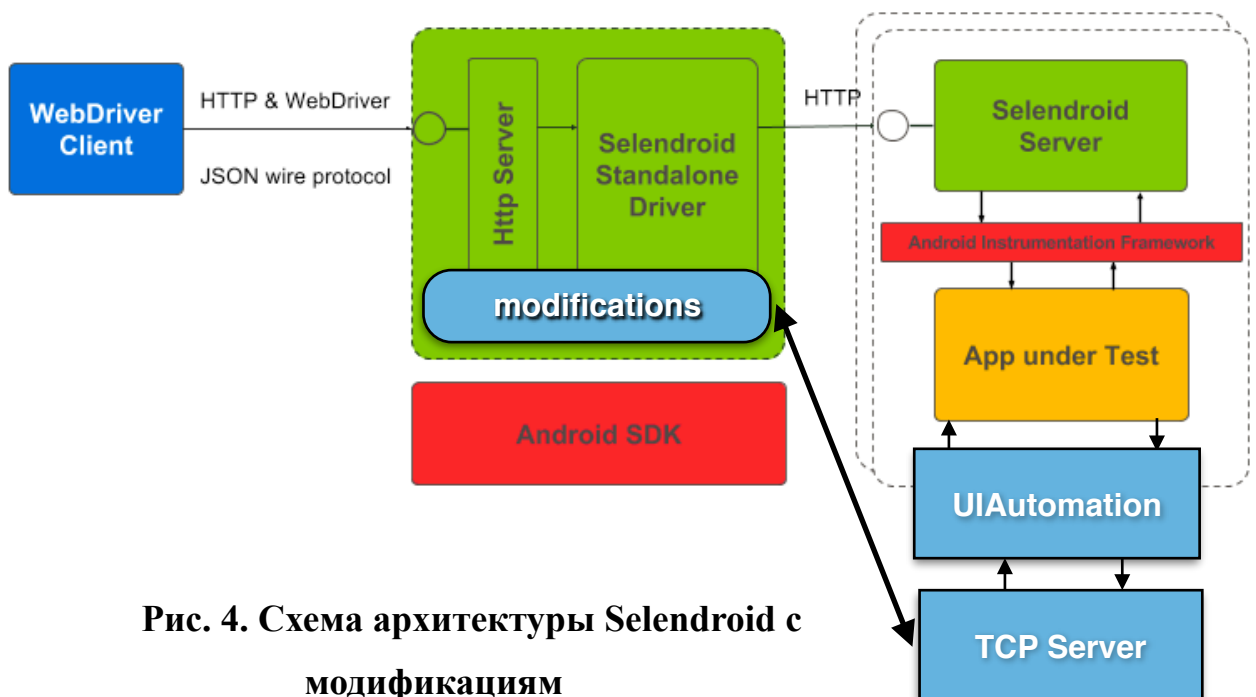 WebDriver
Client
HTTP & WebDriver
JSON wire protocol
Http Server
Selendroid
Standalone
Driver
modifications
Android SDK
HTTP
Selendroid
Server
Android Instrumentation Framework
App under Test
UIAutomation
TCP Server
Рис. 4. Схема архитектуры Selendroid с
модификациям